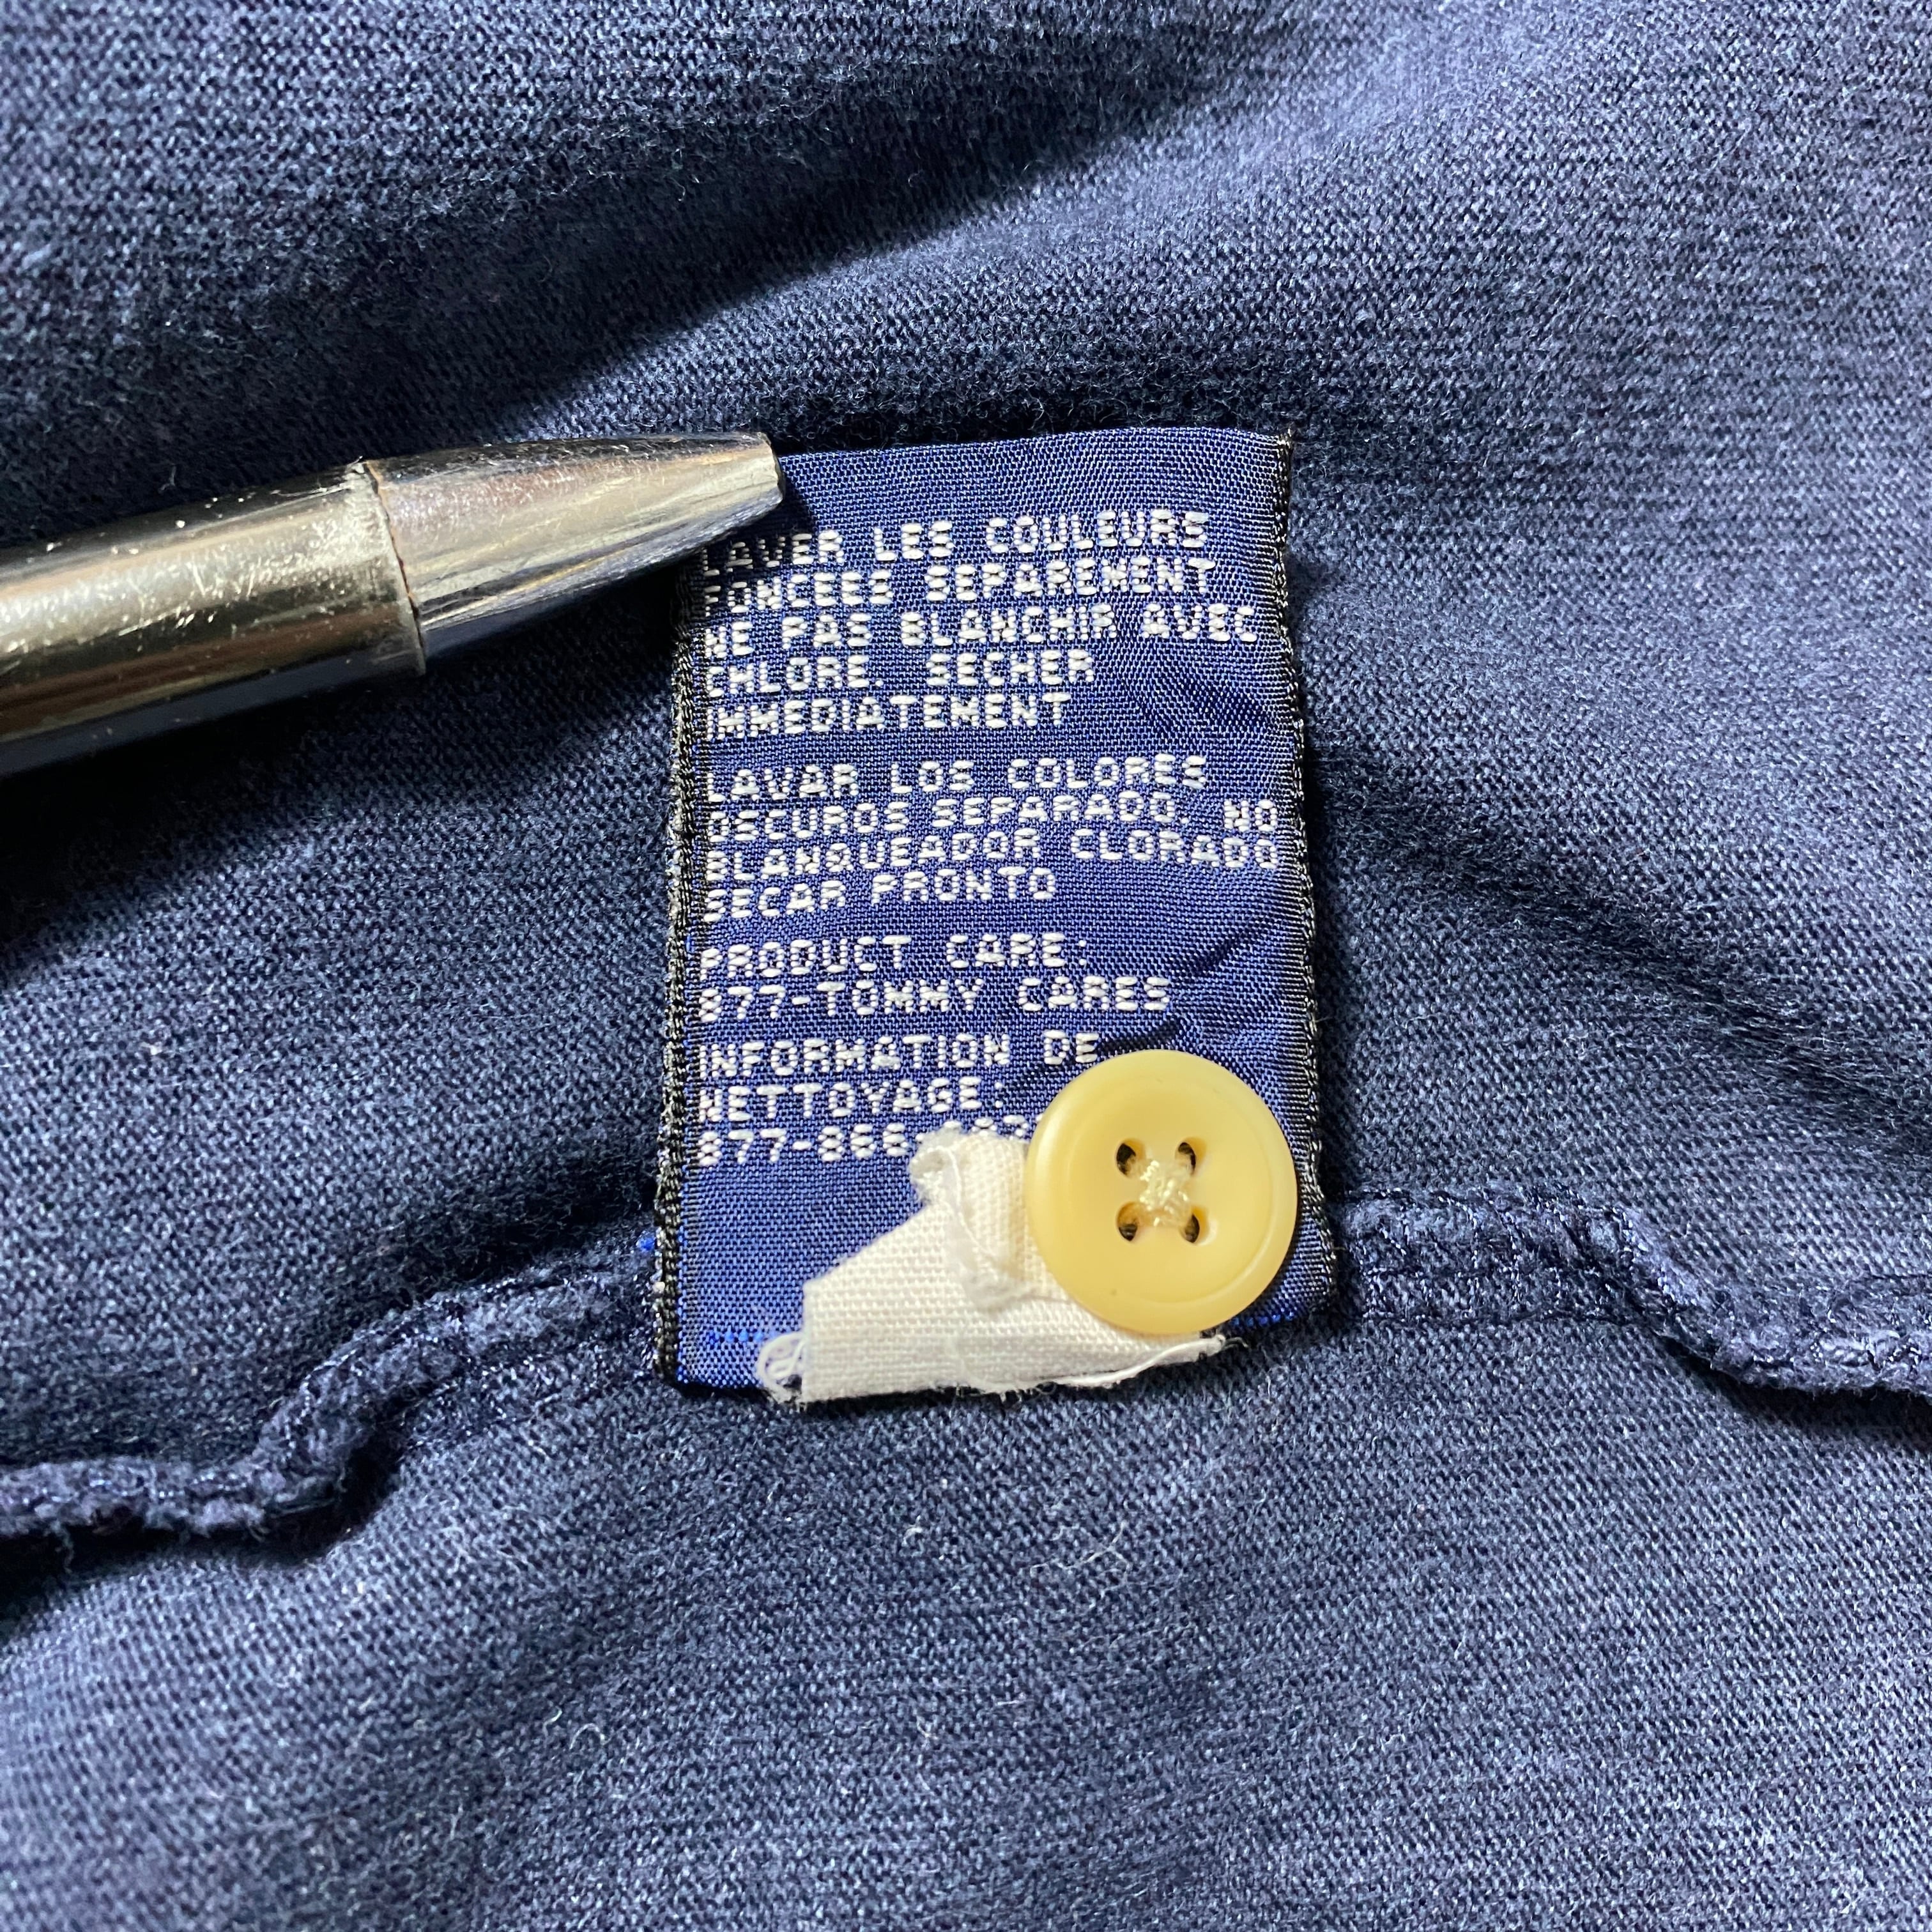 LAVER LES COULEURS
FONCEES SEPAREMENT
NE PAS BLANCHIR AVEC
CHLORE. SECHER
IMMEDIATEMENT
LAVAR LOS COLORES
OSCUROS SEPARADO. NO
BLANQUEADOR CLORADO
SECAR PRONTO
PRODUCT CARE:
877-TOMMY CARES
INFORMATION DE
NETTOYAGE: